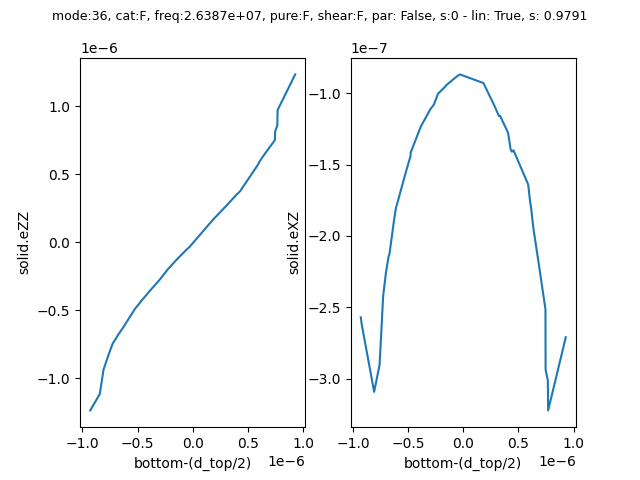 mode:36, cat:F, freq:2.6387e+07, pure:F, shear:F, par: False, s:0 - lin: True, s: 0.9791
1e−6
1.0
0.5
0.0
−0.5
−1.0
solid.eZZ
−1.0
−0.5
0.0
0.5
1.0
bottom-(d_top/2)
1e−6
1e−7
−1.0
−1.5
−2.0
−2.5
−3.0
solid.eXZ
−1.0
−0.5
0.0
0.5
1.0
bottom-(d_top/2)
1e−6